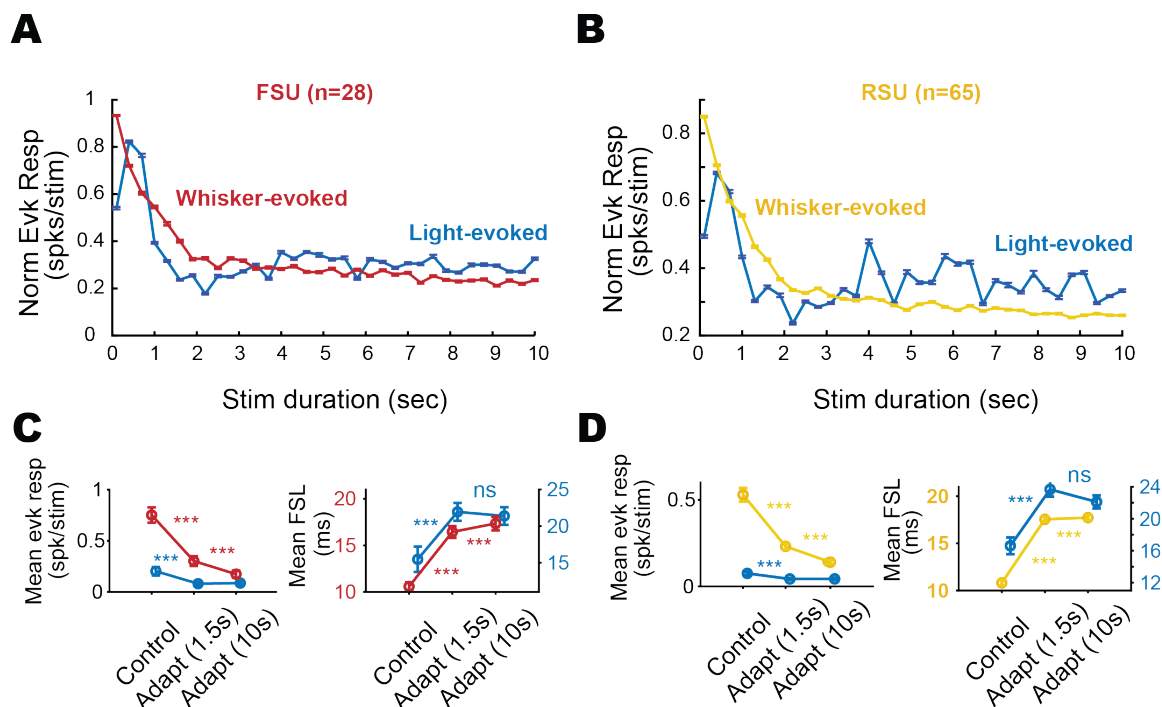 A
B
FSU (n=28)
RSU (n=65)
Norm Evk Resp
(spks/stim)
1
0.8
0.6
0.4
0.2
0
Whisker-evoked
Light-evoked
0 1 2 3 4 5 6 7 8 9 10
Stim duration (sec)
Norm Evk Resp
(spks/stim)
0.8
0.6
0.4
0.2
Whisker-evoked
Light-evoked
0 1 2 3 4 5 6 7 8 9 10
Stim duration (sec)
C
Mean evk resp
(spk/stim)
1
0.5
0
***
***
***
Control
Adapt (1.5s)
Adapt (10s)
Mean FSL
(ms)
20
15
10
25
20
15
ns
***
***
***
Control
Adapt (1.5s)
Adapt (10s)
D
Mean evk resp
(spk/stim)
0.5
0
***
***
***
Control
Adapt (1.5s)
Adapt (10s)
Mean FSL
(ms)
20
15
10
24
20
16
12
ns
***
***
***
Control
Adapt (1.5s)
Adapt (10s)